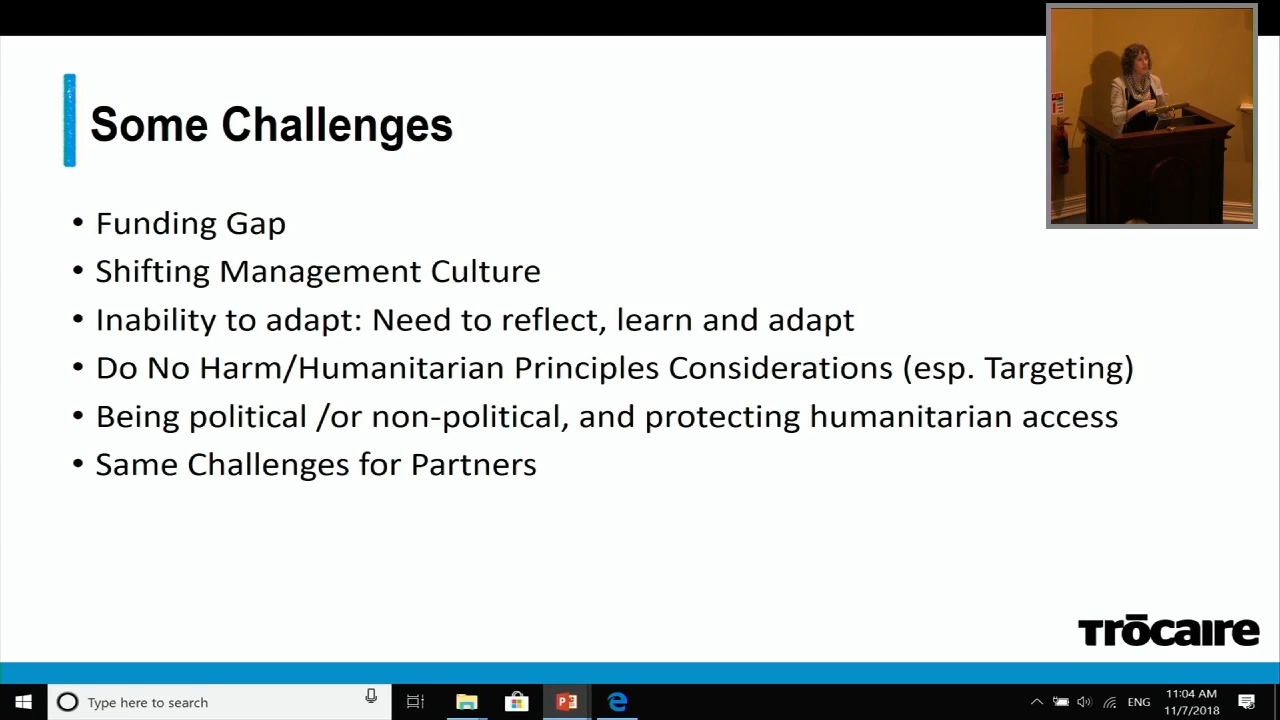 Some Challenges
• Funding Gap
• Shifting Management Culture
• Inability to adapt: Need to reflect, learn and adapt
• Do No Harm/Humanitarian Principles Considerations (esp. Targeting)
• Being political /or non-political, and protecting humanitarian access
• Same Challenges for Partners
Trōcaire
Type here to search
ENG
11:04 AM
11/7/2018